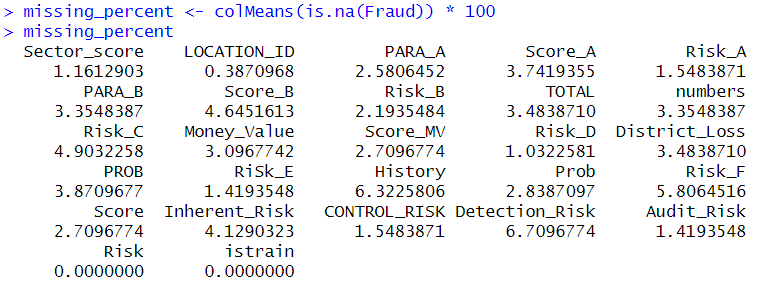 > missing_percent <- colMeans(is.na(Fraud)) * 100
> missing_percent
Sector_score LOCATION_ID PARA_A Score_A Risk_A
1.1612903 0.3870968 2.5806452 3.7419355 1.5483871
PARA_B Score_B Risk_B TOTAL numbers
3.3548387 4.6451613 2.1935484 3.4838710 3.3548387
Risk_C Money_Value Score_MV Risk_D District_Loss
4.9032258 3.0967742 2.7096774 1.0322581 3.4838710
PROB RiSk_E History Prob Risk_F
3.8709677 1.4193548 6.3225806 2.8387097 5.8064516
Score Inherent_Risk CONTROL_RISK Detection_Risk Audit_Risk
2.7096774 4.1290323 1.5483871 6.7096774 1.4193548
Risk istrain
0.0000000 0.0000000